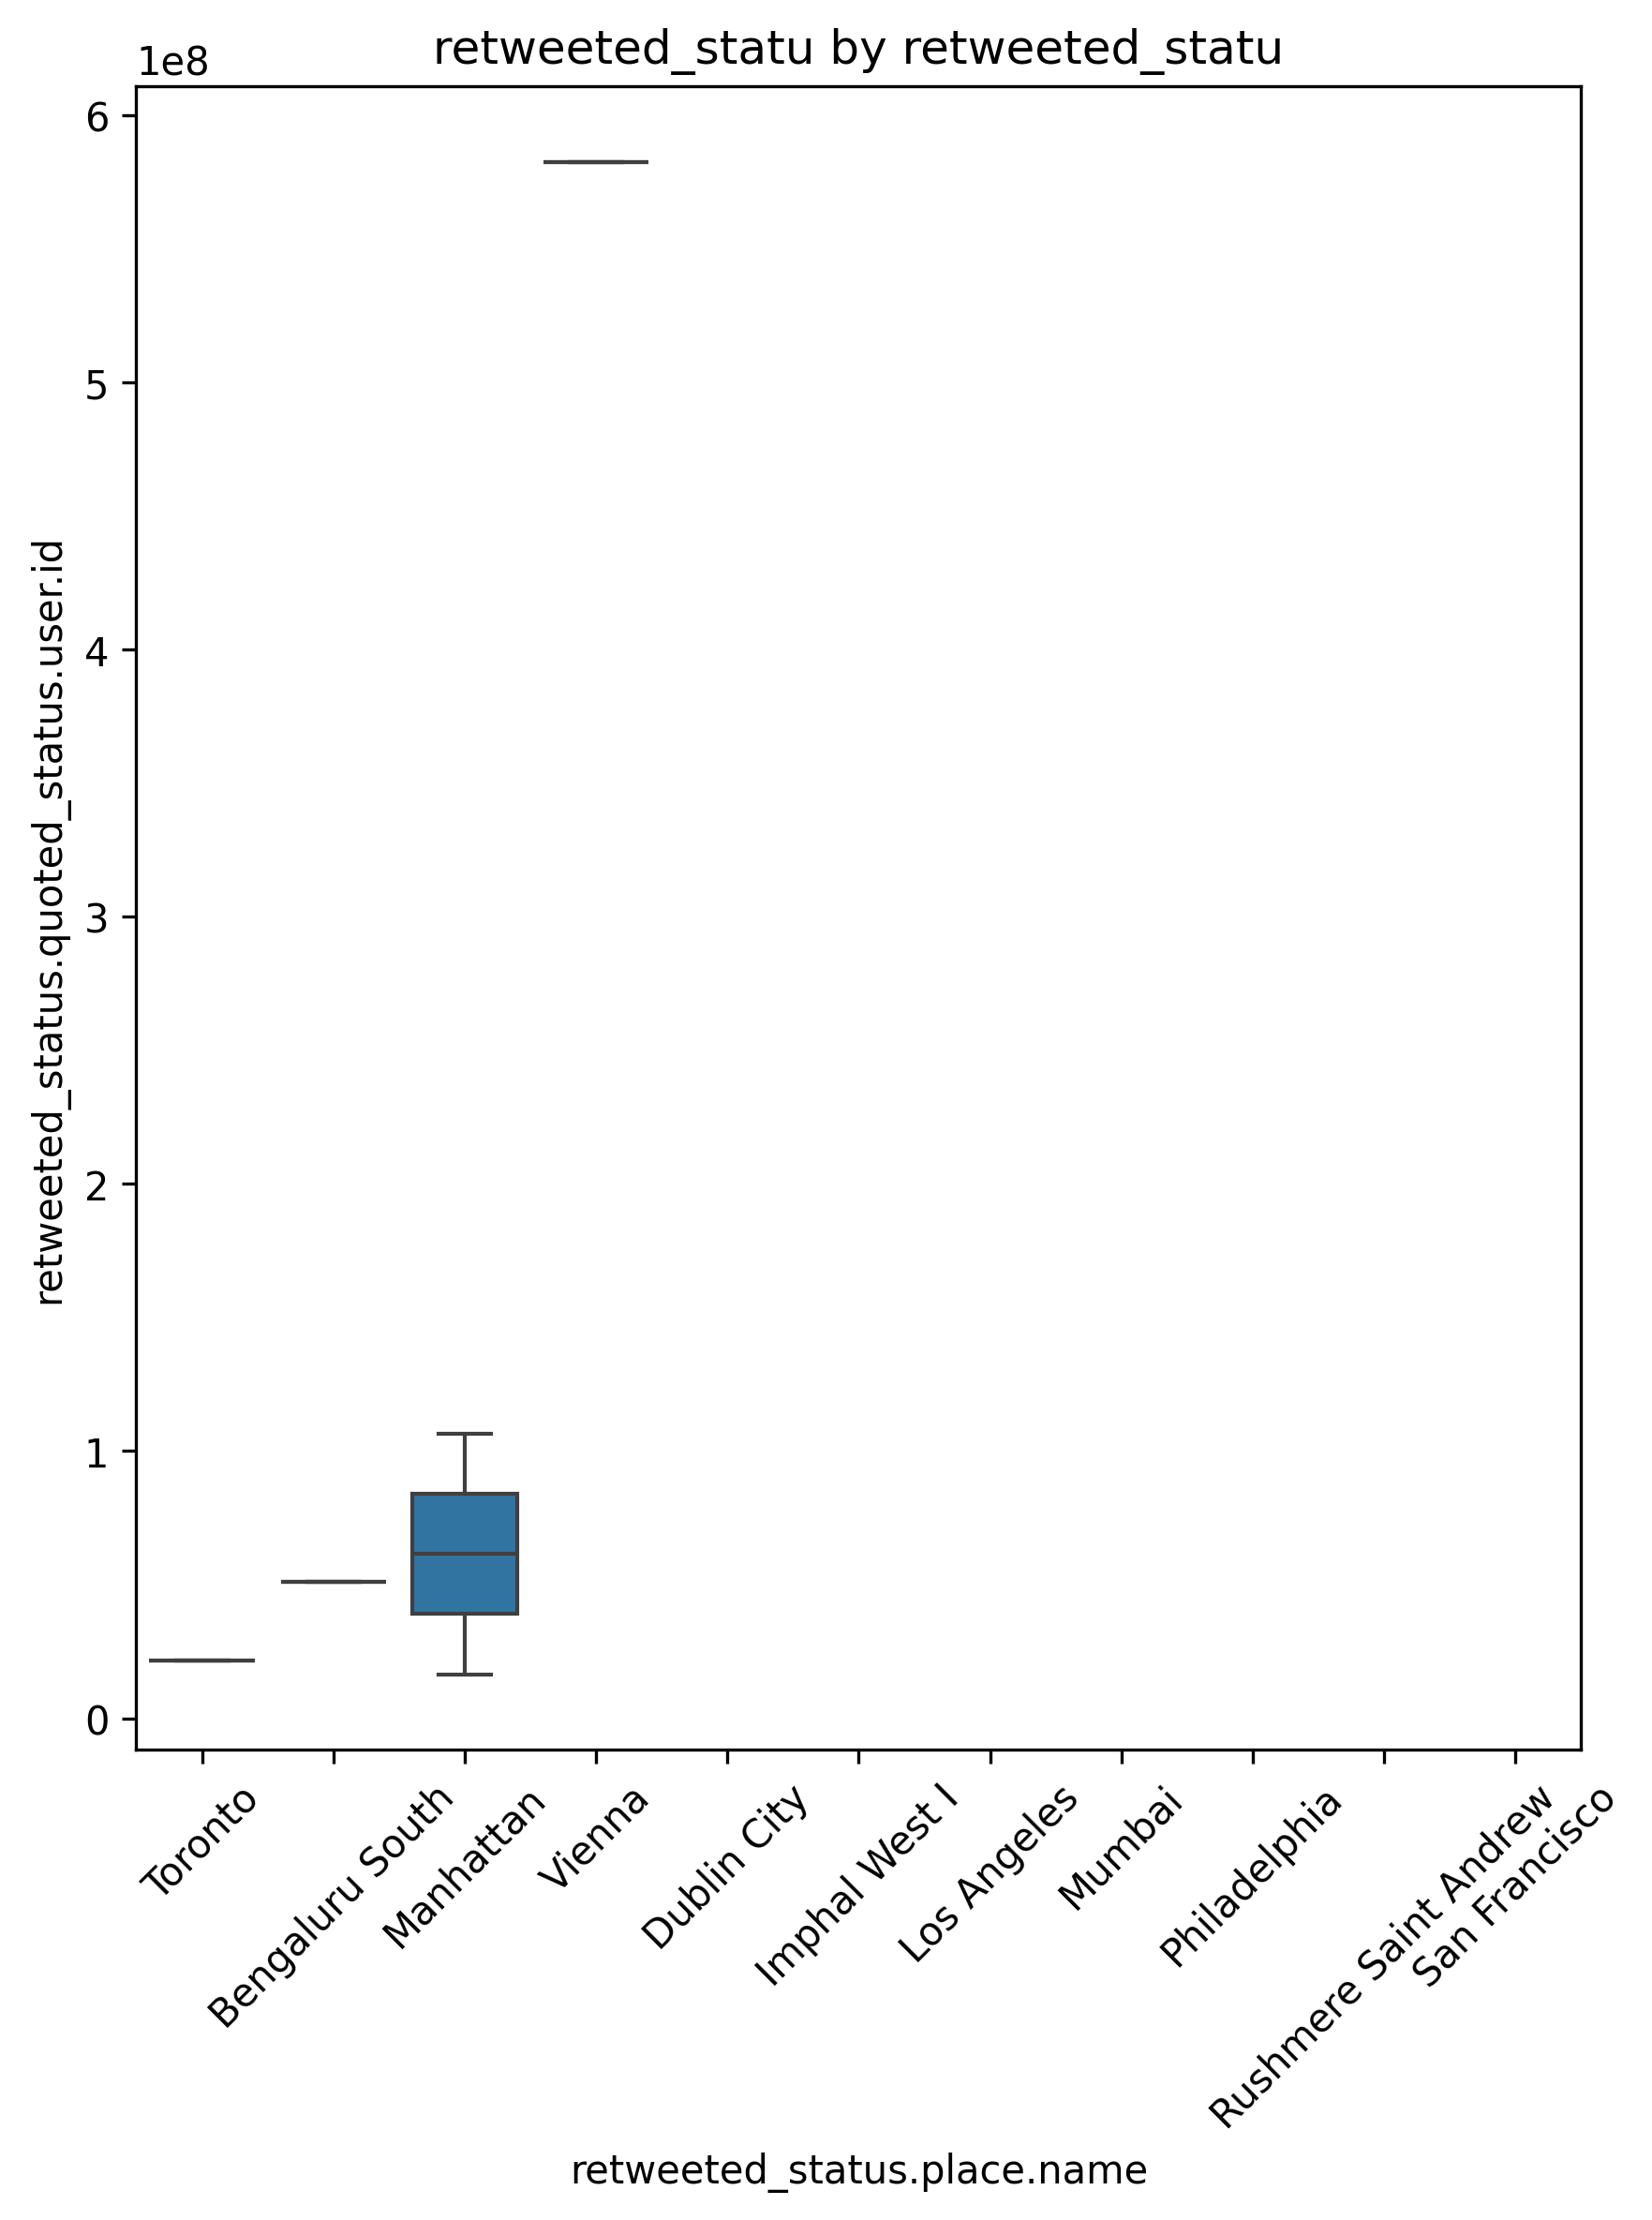 retweeted_statu by retweeted_statu
1e8
6
5
4
3
2
1
0
retweeted_status.quoted_status.user.id
Toronto
Bengaluru South
Manhattan
Vienna
Dublin City
Imphal West I
Los Angeles
Mumbai
Philadelphia
Rushmere Saint Andrew
San Francisco
retweeted_status.place.name